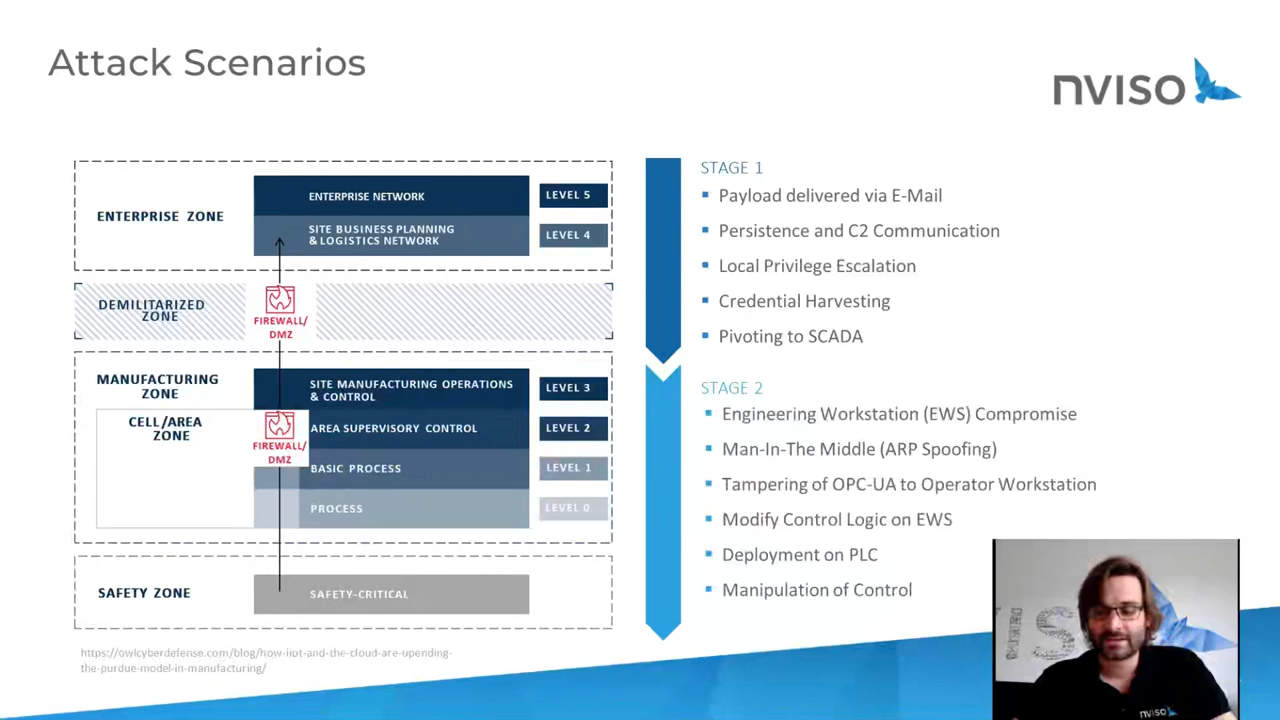 Attack Scenarios
nviso
ENTERPRISE ZONE
ENTERPRISE NETWORK
LEVEL 5
SITE BUSINESS PLANNING
& LOGISTICS NETWORK
LEVEL 4
DEMILITARIZED
ZONE
FIREWALL/
DMZ
MANUFACTURING
ZONE
SITE MANUFACTURING OPERATIONS
& CONTROL
LEVEL 3
CELL/AREA
ZONE
FIREWALL/
DMZ
AREA SUPERVISORY CONTROL
LEVEL 2
BASIC PROCESS
LEVEL 1
PROCESS
LEVEL 0
SAFETY ZONE
SAFETY-CRITICAL
https://owlcyberdefense.com/blog/how-iiot-and-the-cloud-are-upending-
the-purdue-model-in-manufacturing/
STAGE 1
▪ Payload delivered via E-Mail
▪ Persistence and C2 Communication
▪ Local Privilege Escalation
▪ Credential Harvesting
▪ Pivoting to SCADA
STAGE 2
▪ Engineering Workstation (EWS) Compromise
▪ Man-In-The Middle (ARP Spoofing)
▪ Tampering of OPC-UA to Operator Workstation
▪ Modify Control Logic on EWS
▪ Deployment on PLC
▪ Manipulation of Control
nviso